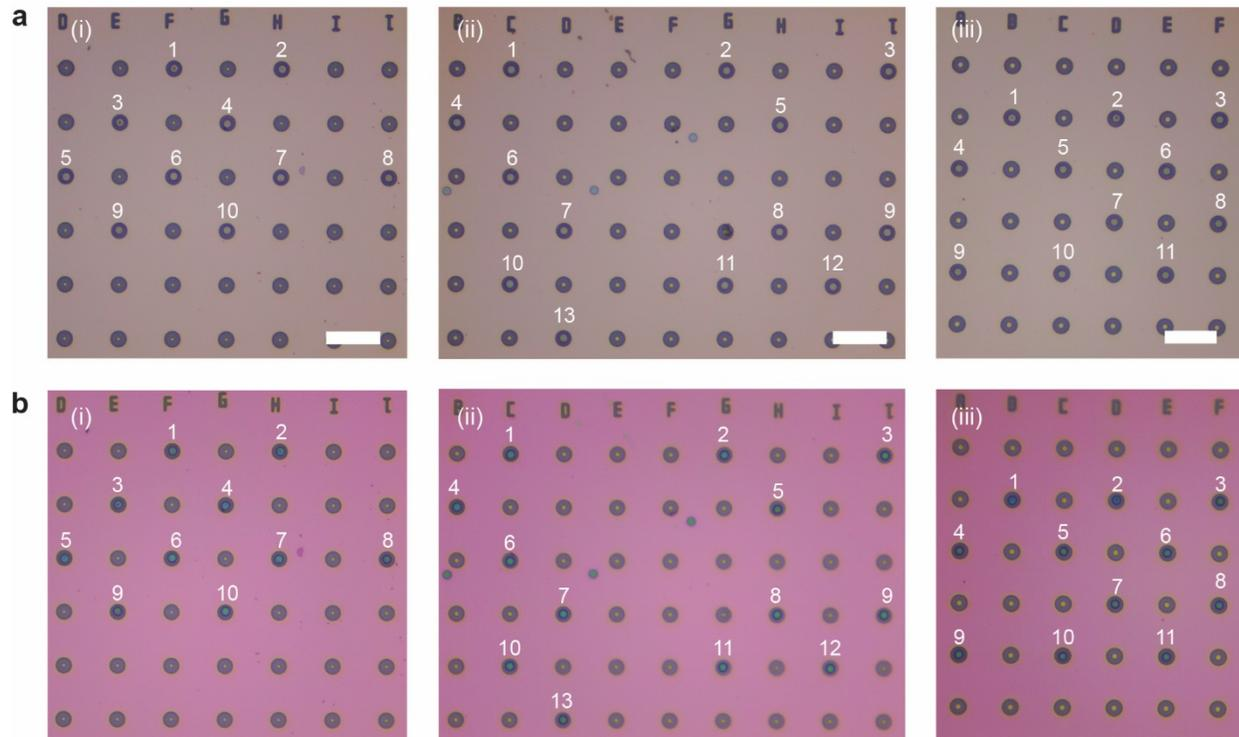 a
D E F G H I J
(i)
1 2
3 4
5 6 7 8
9 10
B C D E F G H I J
(ii)
1 2 3
4 5
6
7 8 9
10 11 12
13
A B C D E F
(iii)
1 2 3
4 5 6
7 8
9 10 11
b
D E F G H I J
(i)
1 2
3 4
5 6 7 8
9 10
B C D E F G H I J
(ii)
1 2 3
4 5
6
7 8 9
10 11 12
13
A B C D E F
(iii)
1 2 3
4 5 6
7 8
9 10 11